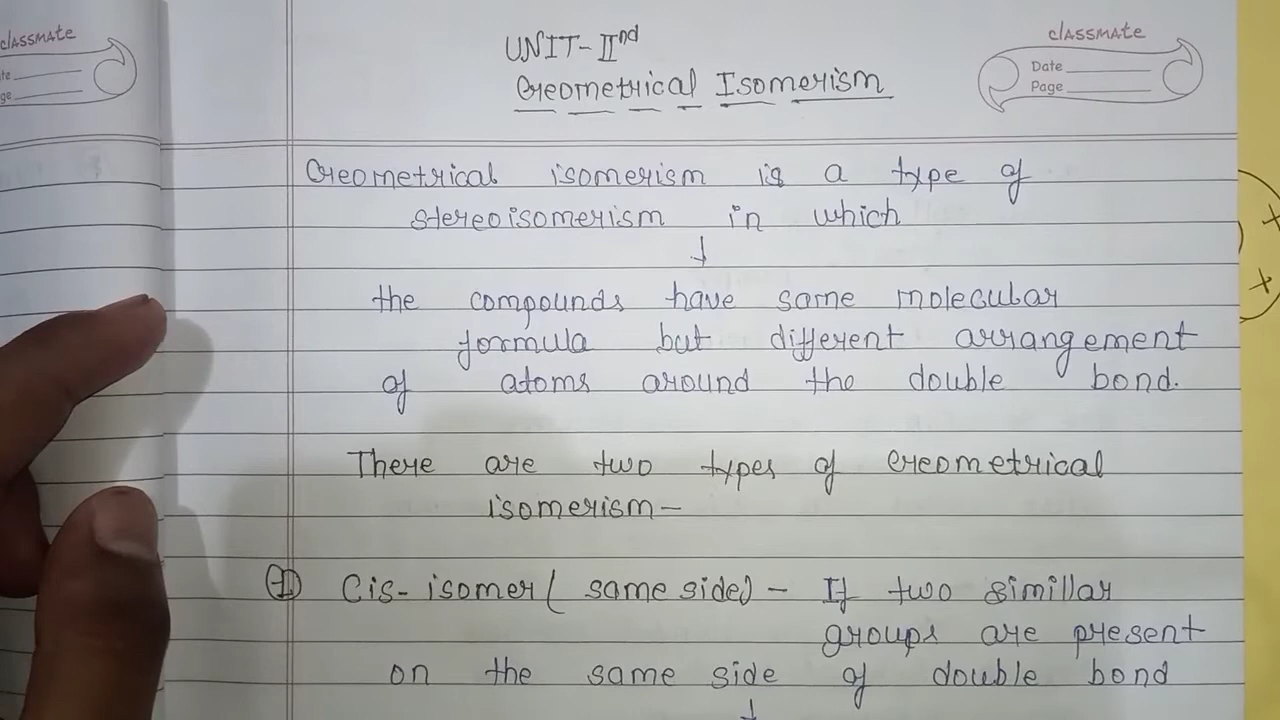 classmate
Date
Page
UNIT-IInd
Geometrical Isomerism
classmate
Date
Page
Geometrical isomerism is a type of
stereoisomerism in which
↓
the compounds have same molecular
formula but different arrangement
of atoms around the double bond.
There are two types of Geometrical
isomerism-
I Cis-isomer( same side) - If two simillar
groups are present
on the same side of double bond
↓